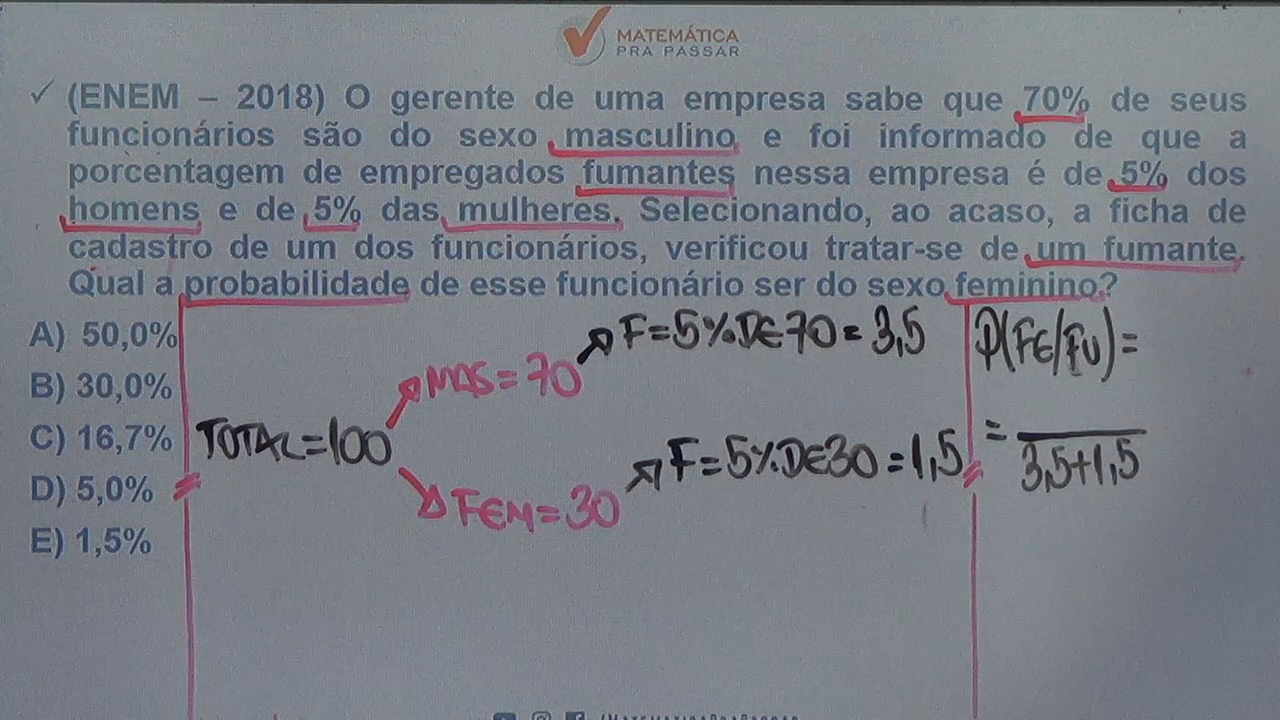 MATEMÁTICA
PRA PASSAR
✓ (ENEM – 2018) O gerente de uma empresa sabe que 70% de seus
funcionários são do sexo masculino e foi informado de que a
porcentagem de empregados fumantes nessa empresa é de 5% dos
homens e de 5% das mulheres. Selecionando, ao acaso, a ficha de
cadastro de um dos funcionários, verificou tratar-se de um fumante.
Qual a probabilidade de esse funcionário ser do sexo feminino?
A) 50,0%
B) 30,0%
C) 16,7%
D) 5,0%
E) 1,5%
TOTAL=100
MAS=70
F=5%DE70=3,5
FEM=30
F=5%DE30=1,5
P(FE/FU)=
=
3,5+1,5